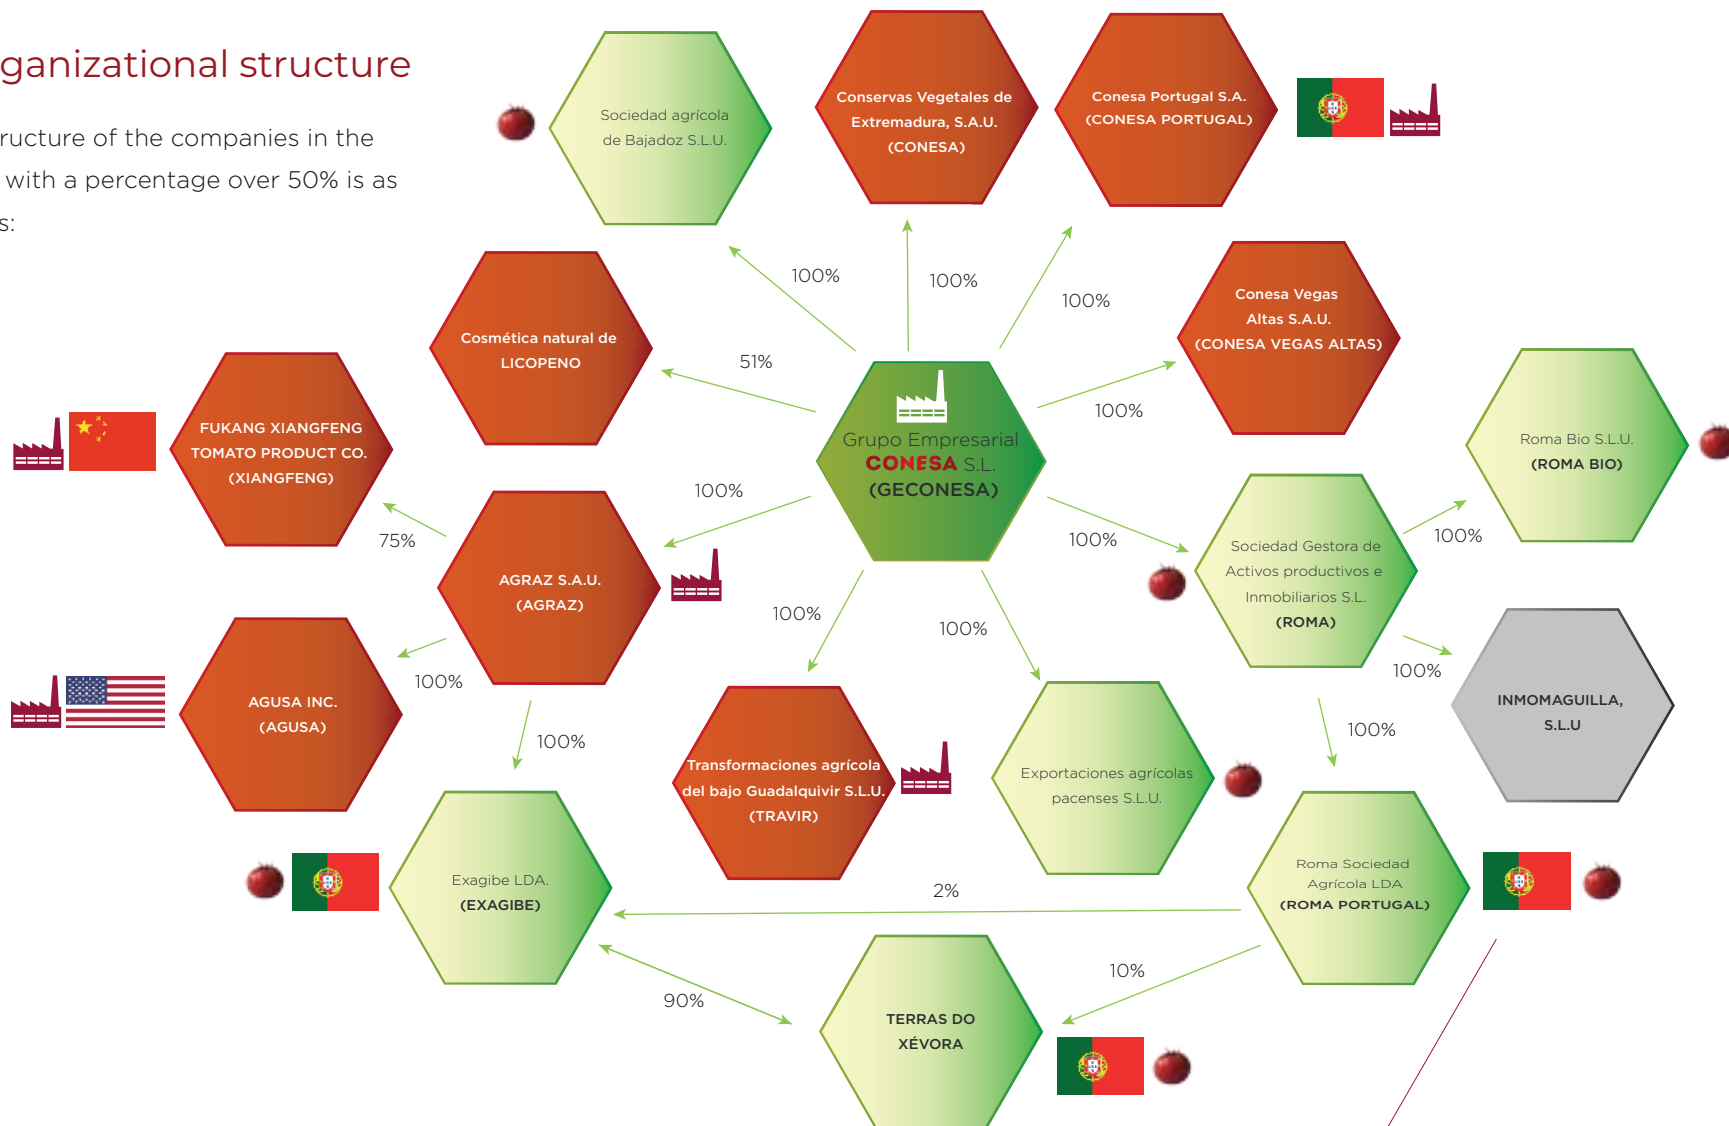 ganizational structure
ructure of the companies in the
with a percentage over 50% is as
s:
Sociedad agrícola
de Bajadoz S.L.U.
Conservas Vegetales de
Extremadura, S.A.U.
(CONESA)
Conesa Portugal S.A.
(CONESA PORTUGAL)
100%
100%
100%
Conesa Vegas
Altas S.A.U.
(CONESA VEGAS ALTAS)
Cosmética natural de
LICOPENO
51%
100%
FUKANG XIANGFENG
TOMATO PRODUCT CO.
(XIANGFENG)
Grupo Empresarial
CONESA S.L.
(GECONESA)
Roma Bio S.L.U.
(ROMA BIO)
100%
75%
100%
100%
AGRAZ S.A.U.
(AGRAZ)
Sociedad Gestora de
Activos productivos e
Inmobiliarios S.L.
(ROMA)
100%
100%
100%
100%
AGUSA INC.
(AGUSA)
INMOMAGUILLA,
S.L.U
100%
100%
Transformaciones agrícola
del bajo Guadalquivir S.L.U.
(TRAVIR)
Exportaciones agrícolas
pacenses S.L.U.
Exagibe LDA.
(EXAGIBE)
2%
Roma Sociedad
Agrícola LDA
(ROMA PORTUGAL)
90%
10%
TERRAS DO
XÉVORA